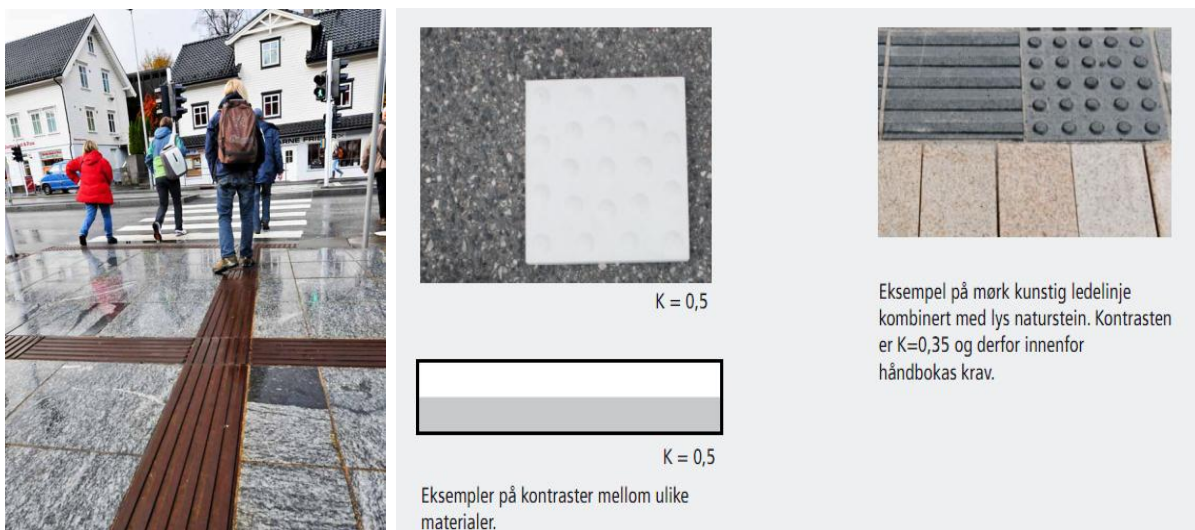 K = 0,5
K = 0,5
Eksempler på kontraster mellom ulike
materialer.
Eksempel på mørk kunstig ledelinje
kombinert med lys naturstein. Kontrasten
er K=0,35 og derfor innenfor
håndbokas krav.